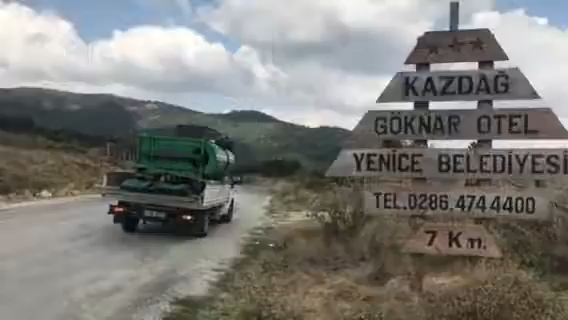 KAZDAĞ
GÖKNAR OTEL
YENİCE BELEDİYESİ
TEL.0286.474 4400
7 Km.